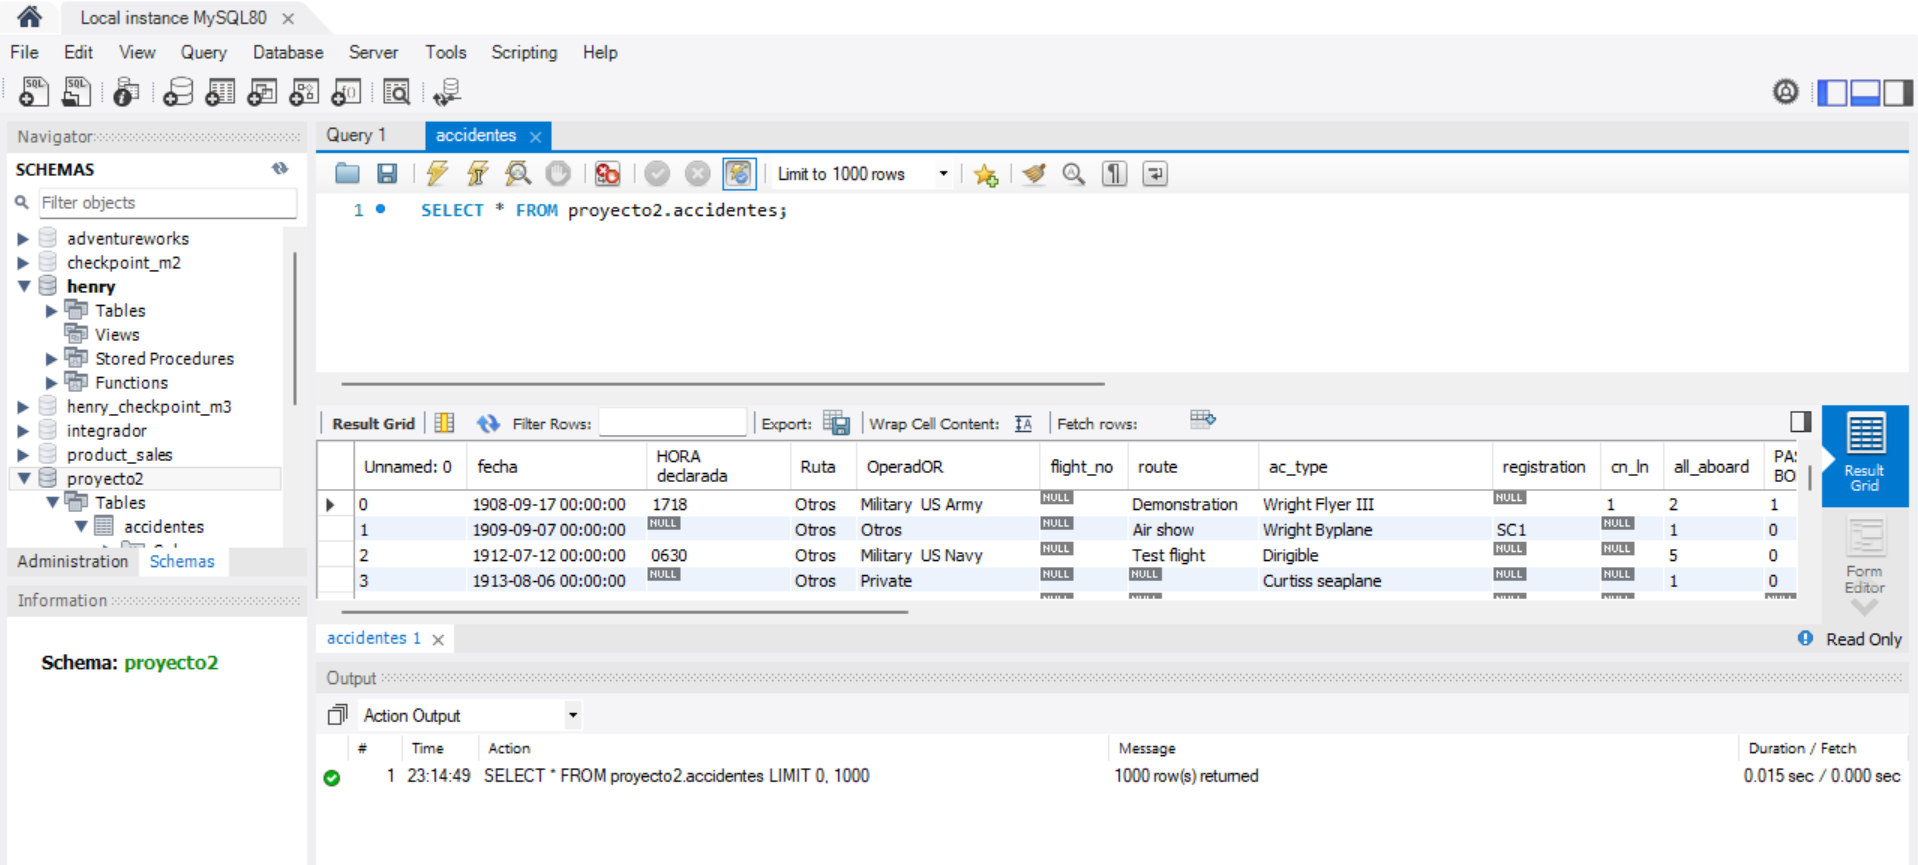 Local instance MySQL80
File Edit View Query Database Server Tools Scripting Help
Navigator
SCHEMAS
Filter objects
adventureworks
checkpoint_m2
henry
Tables
Views
Stored Procedures
Functions
henry_checkpoint_m3
integrador
product_sales
proyecto2
Tables
accidentes
Administration Schemas
Information
Schema: proyecto2
Query 1 accidentes
Limit to 1000 rows
1 SELECT * FROM proyecto2.accidentes;
Result Grid Filter Rows: Export: Wrap Cell Content: Fetch rows:
Unnamed: 0 fecha HORA declarada Ruta OperadOR flight_no route ac_type registration cn_ln all_aboard
0 1908-09-17 00:00:00 1718 Otros Military US Army NULL Demonstration Wright Flyer III NULL 1 2 1
1 1909-09-07 00:00:00 NULL Otros Otros NULL Air show Wright Byplane SC1 NULL 1 0
2 1912-07-12 00:00:00 0630 Otros Military US Navy NULL Test flight Dirigible NULL NULL 5 0
3 1913-08-06 00:00:00 NULL Otros Private NULL NULL Curtiss seaplane NULL NULL 1 0
Result Grid
Form Editor
accidentes 1
Read Only
Output
Action Output
# Time Action Message Duration / Fetch
1 23:14:49 SELECT * FROM proyecto2.accidentes LIMIT 0, 1000 1000 row(s) returned 0.015 sec / 0.000 sec